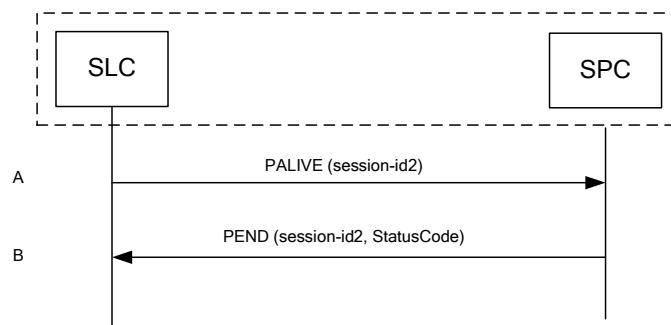 SLC
SPC
A
PALIVE (session-id2)
B
PEND (session-id2, StatusCode)